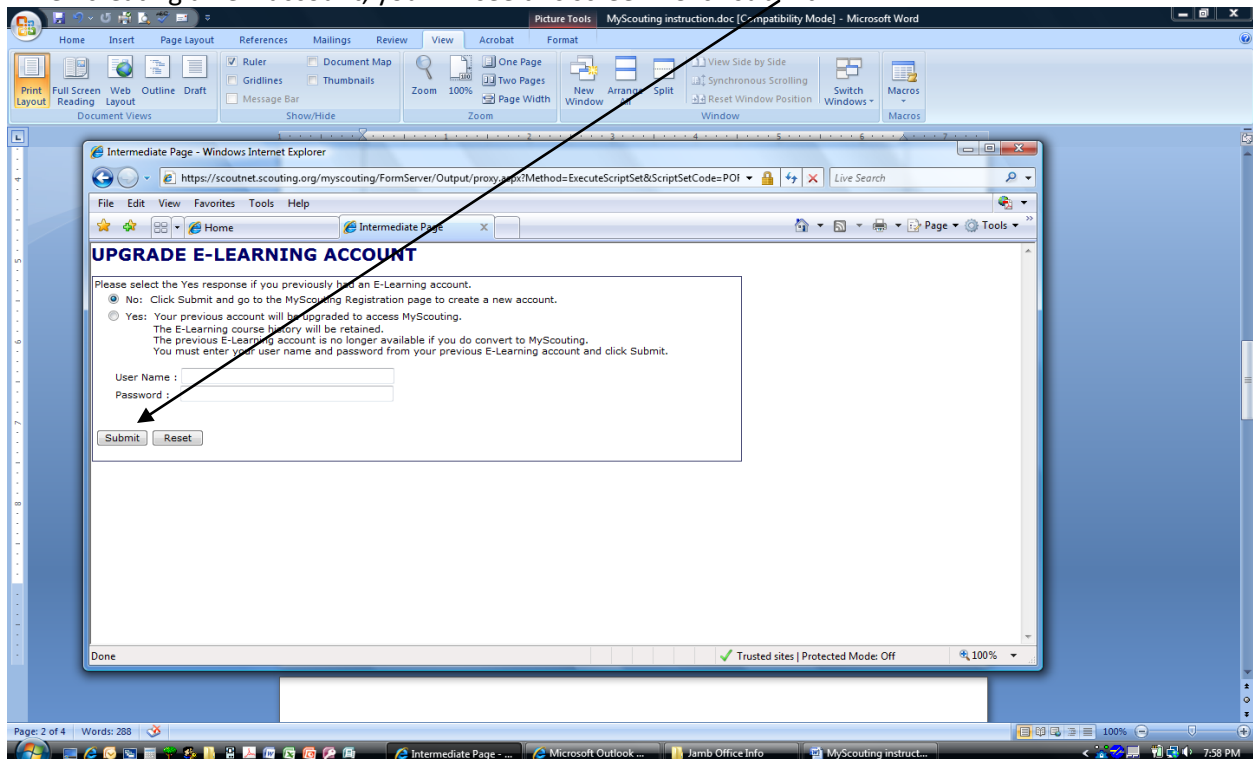 Picture Tools MyScouting instruction.doc [Compatibility Mode] - Microsoft Word
Home Insert Page Layout References Mailings Review View Acrobat Format
Print Layout Full Screen Reading Web Layout Outline Draft
Document Views
Ruler Document Map
Gridlines Thumbnails
Message Bar
Show/Hide
Zoom 100% One Page
Two Pages
Page Width
Zoom
New Window Arrange All Split
View Side by Side
Synchronous Scrolling
Reset Window Position
Window
Switch Windows
Macros
Macros
Intermediate Page - Windows Internet Explorer
https://scoutnet.scouting.org/myscouting/FormServer/Output/proxy.aspx?Method=ExecuteScriptSet&ScriptSetCode=POI Live Search
File Edit View Favorites Tools Help
Home Intermediate Page X Page Tools
UPGRADE E-LEARNING ACCOUNT
Please select the Yes response if you previously had an E-Learning account.
No: Click Submit and go to the MyScouting Registration page to create a new account.
Yes: Your previous account will be upgraded to access MyScouting.
The E-Learning course history will be retained.
The previous E-Learning account is no longer available if you do convert to MyScouting.
You must enter your user name and password from your previous E-Learning account and click Submit.
User Name :
Password :
Submit Reset
Done Trusted sites | Protected Mode: Off 100%
Page: 2 of 4 Words: 288 100%
Intermediate Page - ... Microsoft Outlook ... Jamb Office Info MyScouting instruct... 7:58 PM